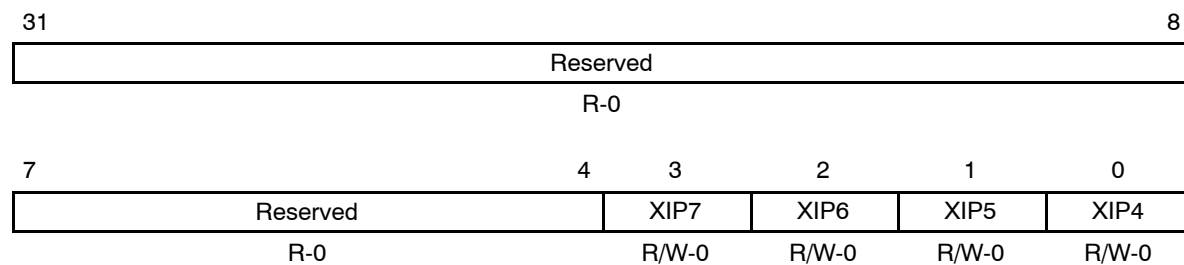 31 8
Reserved
R-0
7 4 3 2 1 0
Reserved XIP7 XIP6 XIP5 XIP4
R-0 R/W-0 R/W-0 R/W-0 R/W-0